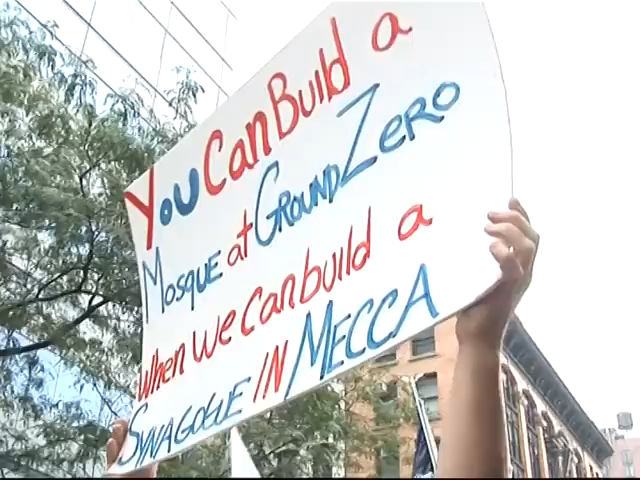 You Can Build a
Mosque at Ground Zero
when we can build a
Synagogue IN MECCA